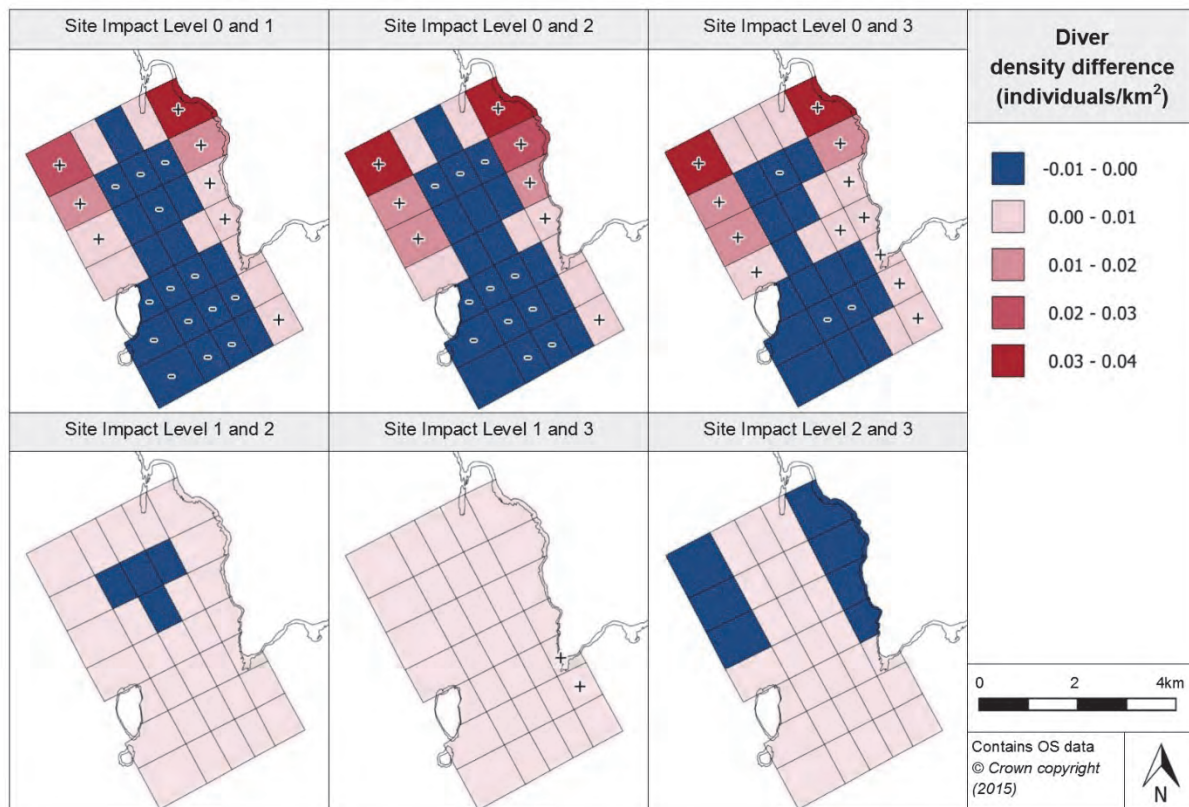 Site Impact Level 0 and 1
Site Impact Level 0 and 2
Site Impact Level 0 and 3
Diver
density difference
(individuals/km²)
-0.01 - 0.00
0.00 - 0.01
0.01 - 0.02
0.02 - 0.03
0.03 - 0.04
Site Impact Level 1 and 2
Site Impact Level 1 and 3
Site Impact Level 2 and 3
0 2 4km
Contains OS data
© Crown copyright
(2015)
N